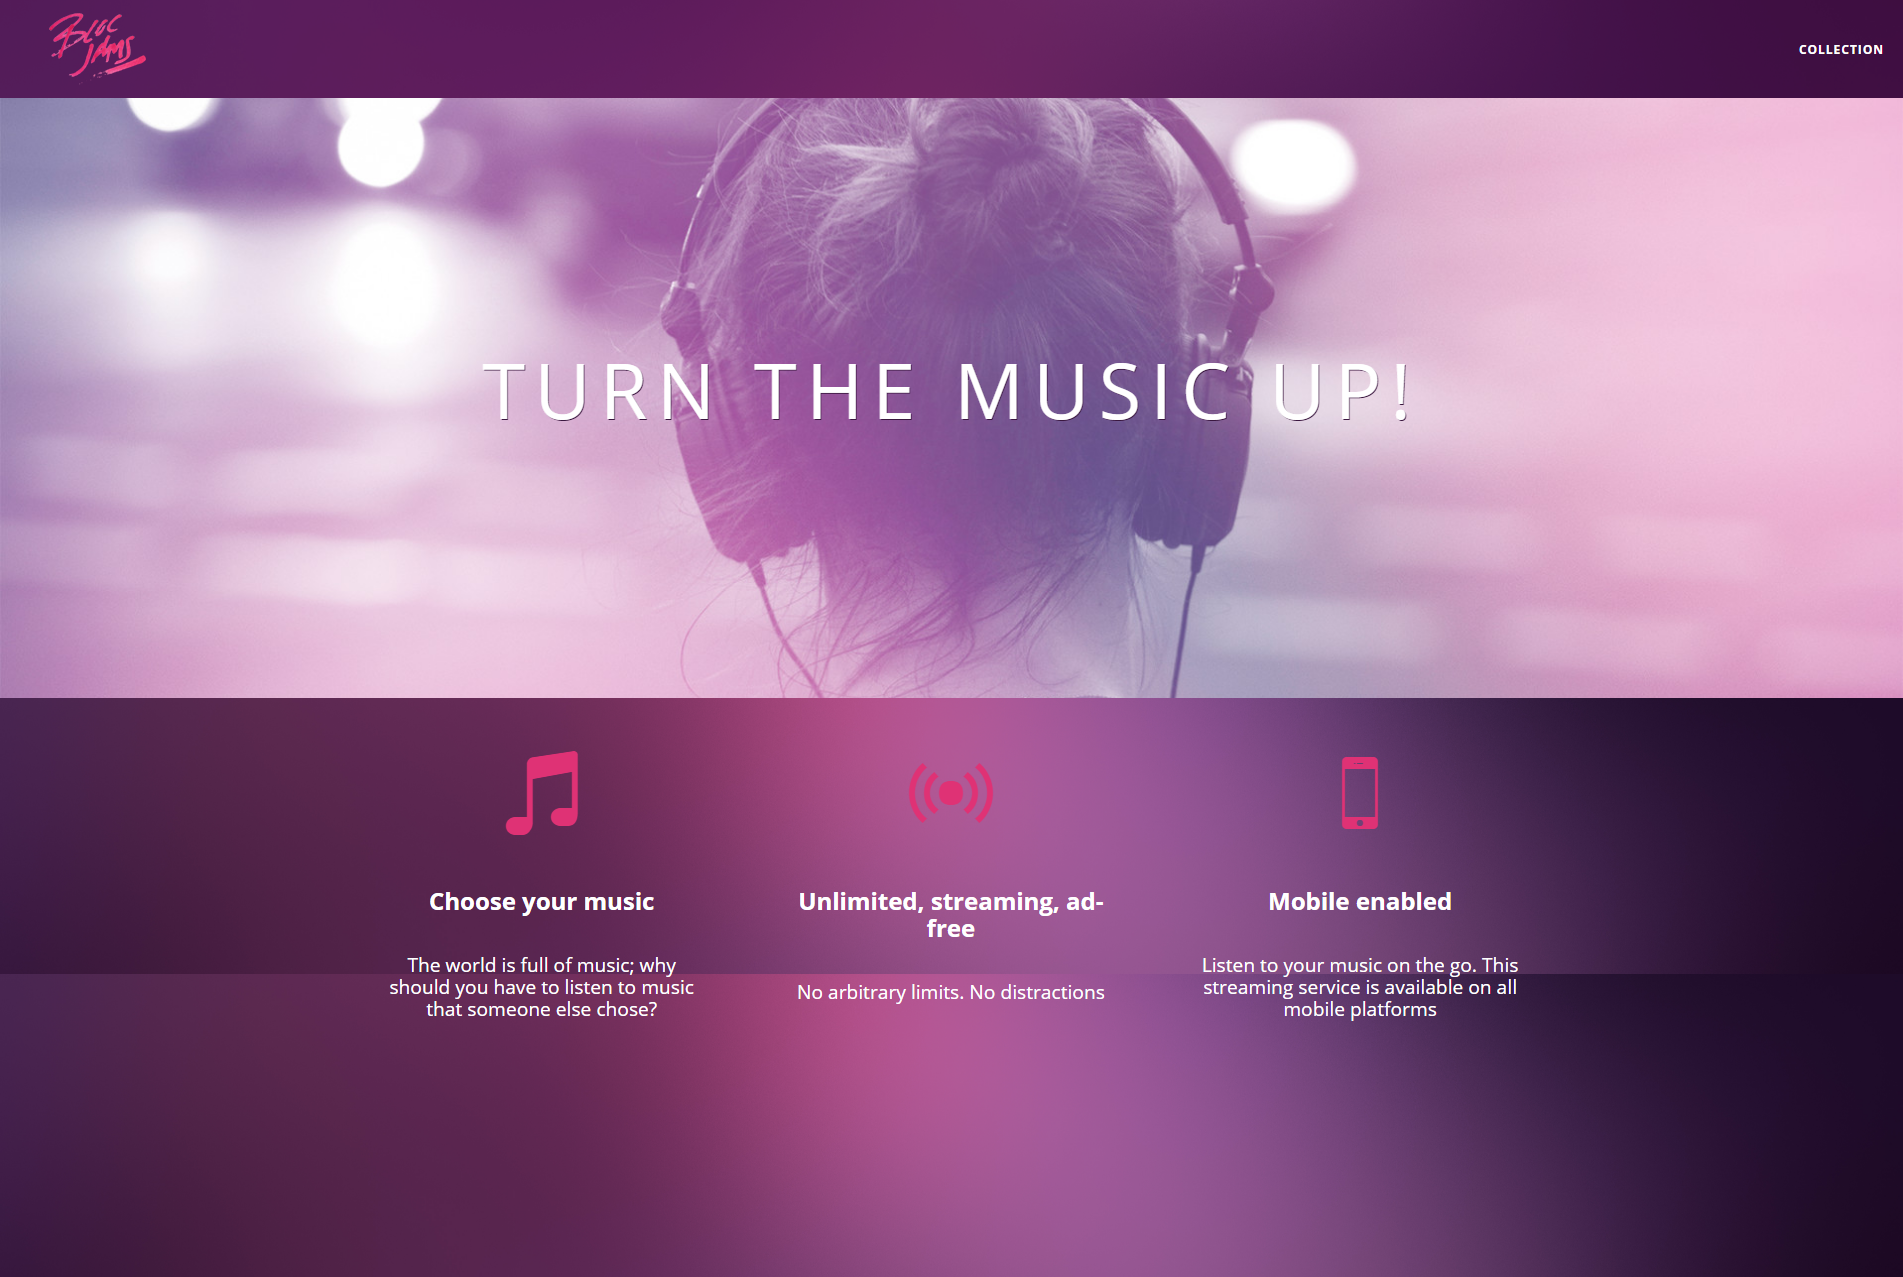 BLOC
JAMS
COLLECTION
TURN THE MUSIC UP!
Choose your music
Unlimited, streaming, ad-
free
Mobile enabled
The world is full of music; why
should you have to listen to music
that someone else chose?
No arbitrary limits. No distractions
Listen to your music on the go. This
streaming service is available on all
mobile platforms